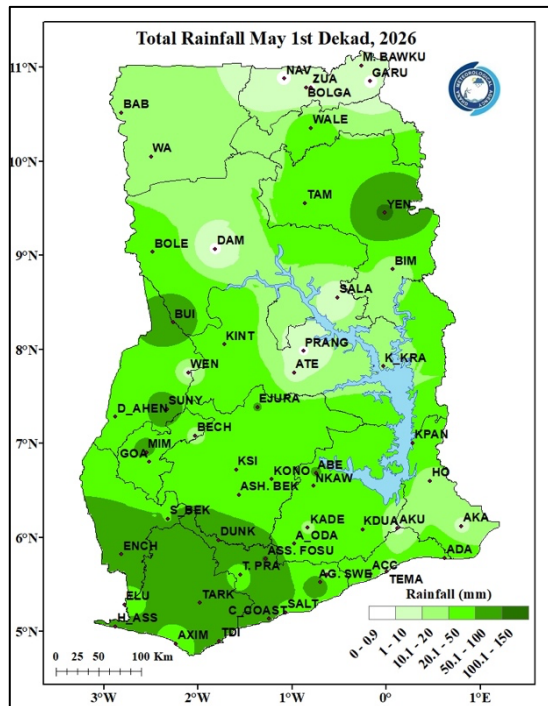 Total Rainfall May 1st Dekad, 2026
11°N
10°N
9°N
8°N
7°N
6°N
5°N
M. BAWKU
NAV
ZUA
GARU
BOLGA
BAB
WALE
WA
TAM
YEN
DAM
BOLE
BIM
SALA
BUI
KINT
PRANG
WEN
ATE
K_KRA
SUNY
EJURA
D_AHEN
BECH
MIM
KPAN
GOA
KSI
KONO
ABE
HO
ASH. BEK
NKAW
S_BEK
KADE
DUNK
KDUA
AKU
AKA
A_ODA
ENCH
ASS. FOSU
ADA
T. PRA
AG. SWE
ACC
TEMA
ELU
TARK
C_COAST
SALT
H_ASS
AXIM
TDI
Rainfall (mm)
0 - 0.9
1 - 10
10.1 - 20
20.1 - 50
50.1 - 100
100.1 - 150
0 25 50 100 Km
3°W
2°W
1°W
0°
1°E